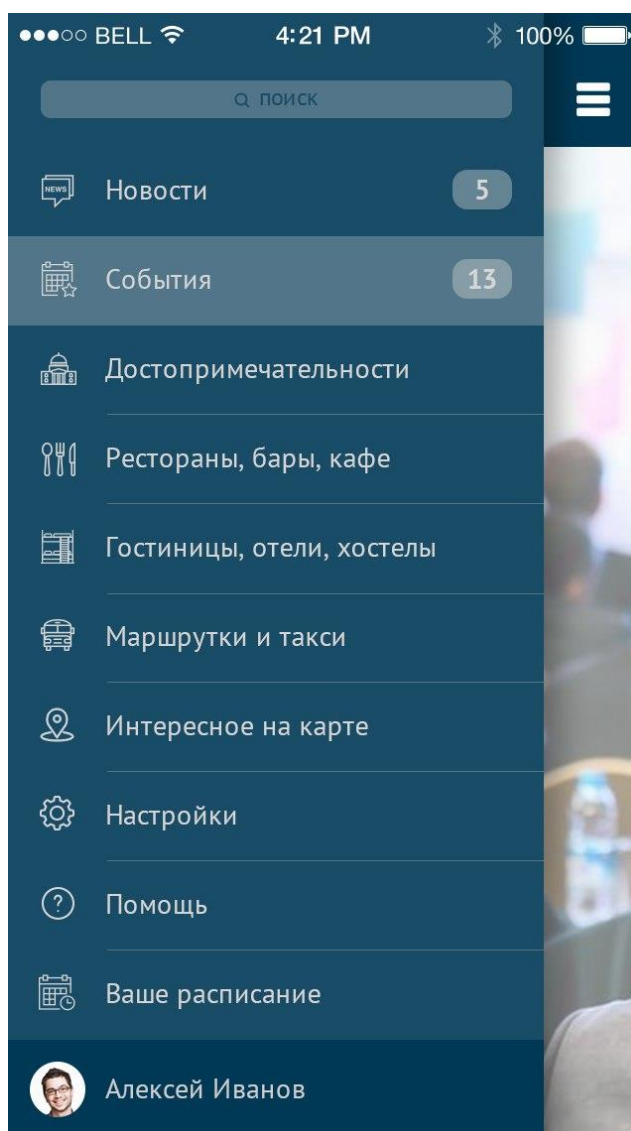 BELL 4:21 PM 100%
поиск
NEWS Новости 5
События 13
Достопримечательности
Рестораны, бары, кафе
Гостиницы, отели, хостелы
Маршрутки и такси
Интересное на карте
Настройки
? Помощь
Ваше расписание
Алексей Иванов